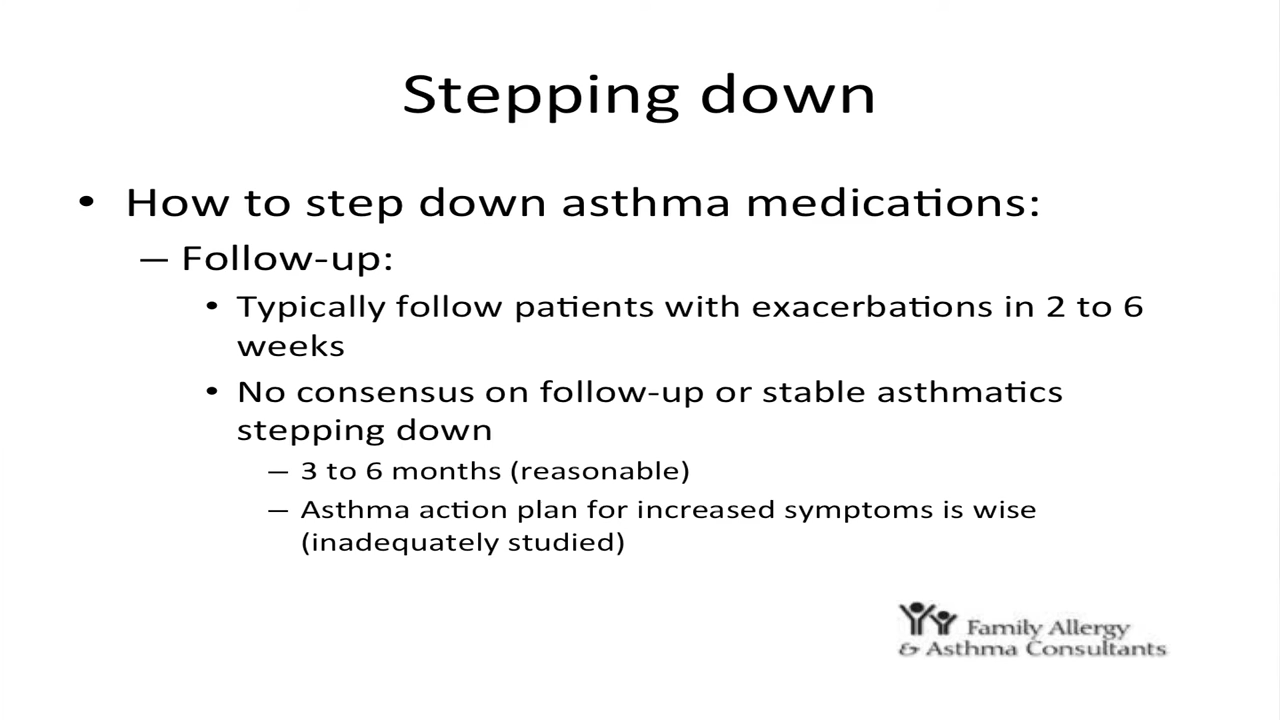 Stepping down
• How to step down asthma medications:
– Follow-up:
• Typically follow patients with exacerbations in 2 to 6
weeks
• No consensus on follow-up or stable asthmatics
stepping down
– 3 to 6 months (reasonable)
– Asthma action plan for increased symptoms is wise
(inadequately studied)
Family Allergy
& Asthma Consultants